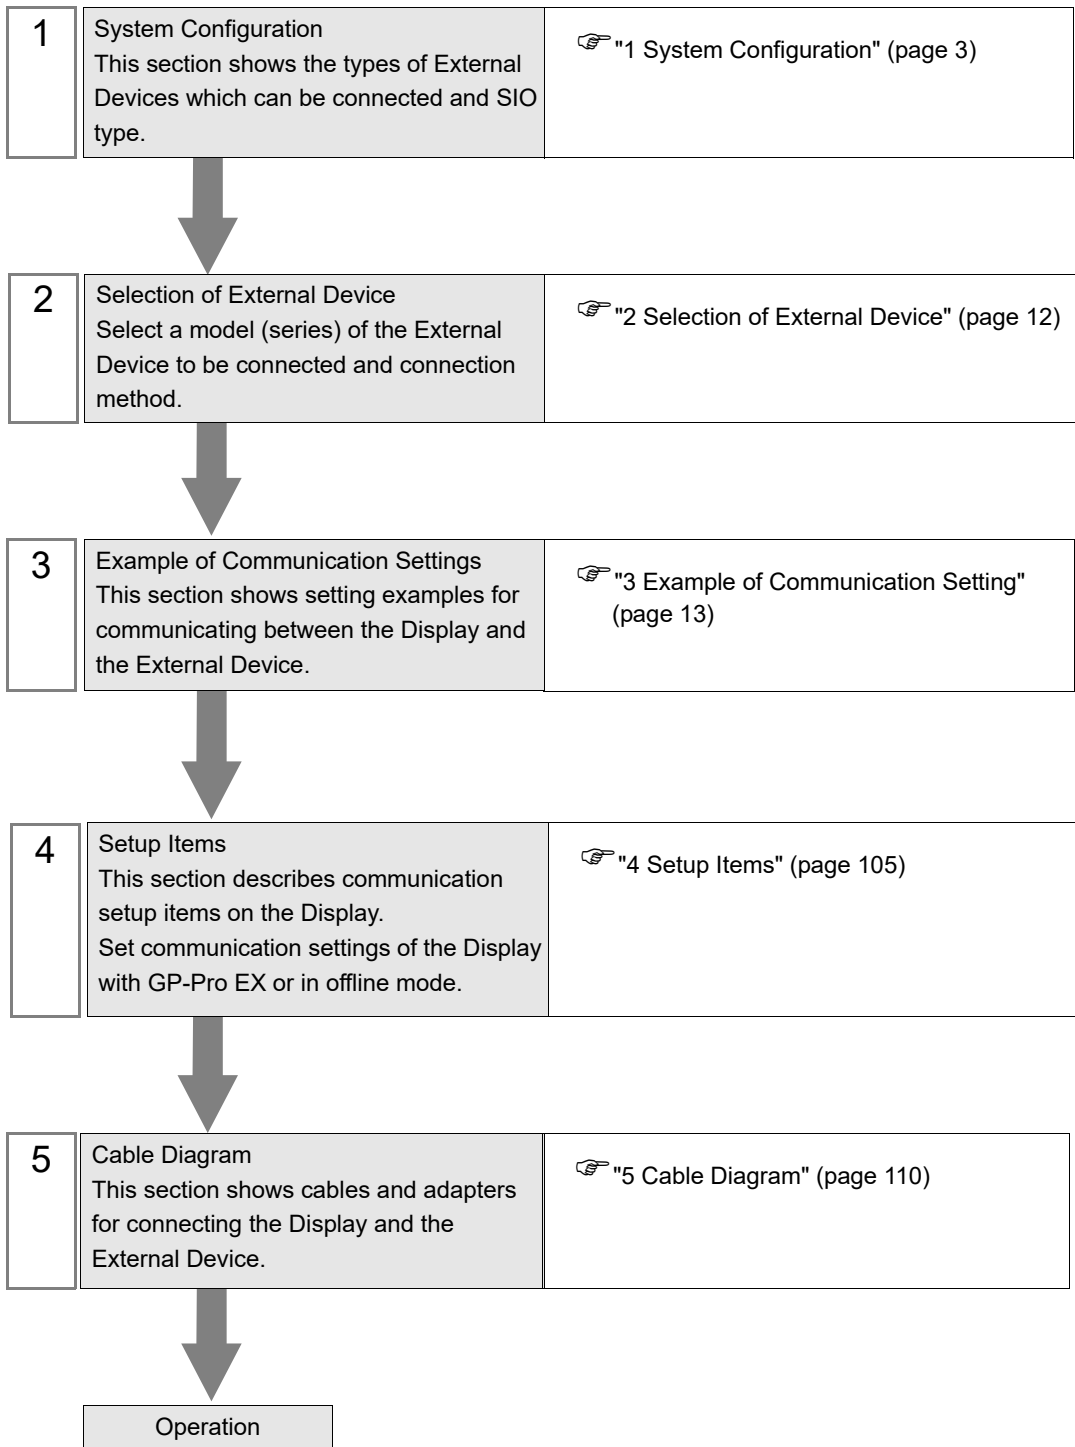 1
System Configuration
This section shows the types of External
Devices which can be connected and SIO
type.
"1 System Configuration" (page 3)
2
Selection of External Device
Select a model (series) of the External
Device to be connected and connection
method.
"2 Selection of External Device" (page 12)
3
Example of Communication Settings
This section shows setting examples for
communicating between the Display and
the External Device.
"3 Example of Communication Setting"
(page 13)
4
Setup Items
This section describes communication
setup items on the Display.
Set communication settings of the Display
with GP-Pro EX or in offline mode.
"4 Setup Items" (page 105)
5
Cable Diagram
This section shows cables and adapters
for connecting the Display and the
External Device.
"5 Cable Diagram" (page 110)
Operation